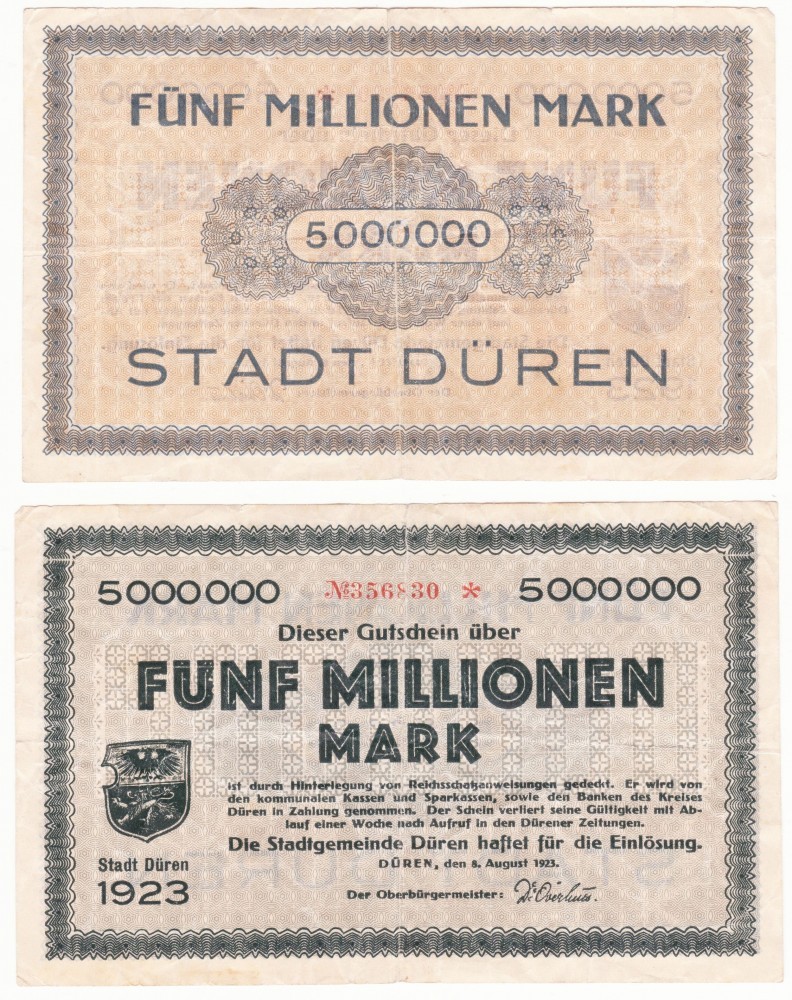 FÜNF MILLIONEN MARK
5000000
STADT DÜREN
5000000 №356830 * 5000000
Dieser Gutschein über
FÜNF MILLIONEN
MARK
ist durch Hinterlegung von Reichsschatzanweisungen gedeckt. Er wird von
den kommunalen Kassen und Sparkassen, sowie den Banken des Kreises
Düren in Zahlung genommen. Der Schein verliert seine Gültigkeit mit Ab-
lauf einer Woche nach Aufruf in den Dürener Zeitungen.
Die Stadtgemeinde Düren haftet für die Einlösung.
DÜREN, den 8. August 1923.
Stadt Düren
1923
Der Oberbürgermeister: Dr. Overhues.